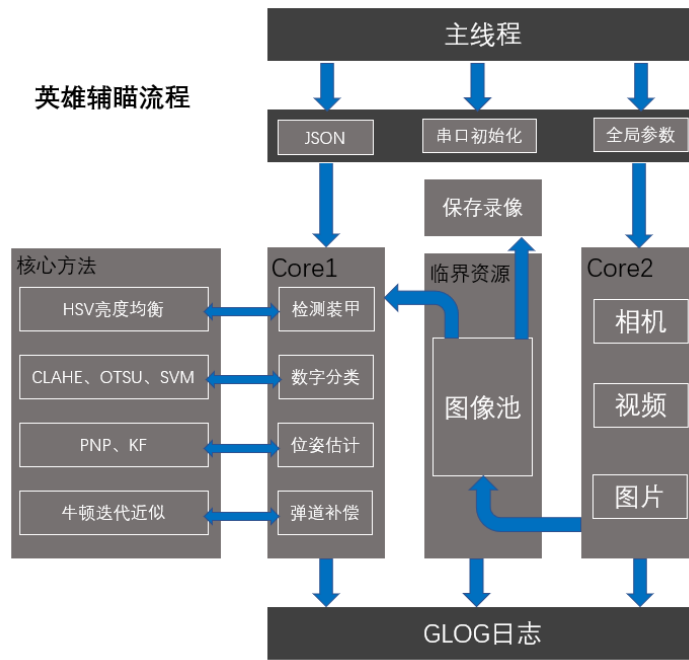 主线程
英雄辅瞄流程
JSON
串口初始化
全局参数
保存录像
核心方法
HSV亮度均衡
CLAHE、OTSU、SVM
PNP、KF
牛顿迭代近似
Core1
检测装甲
数字分类
位姿估计
弹道补偿
临界资源
图像池
Core2
相机
视频
图片
GLOG日志